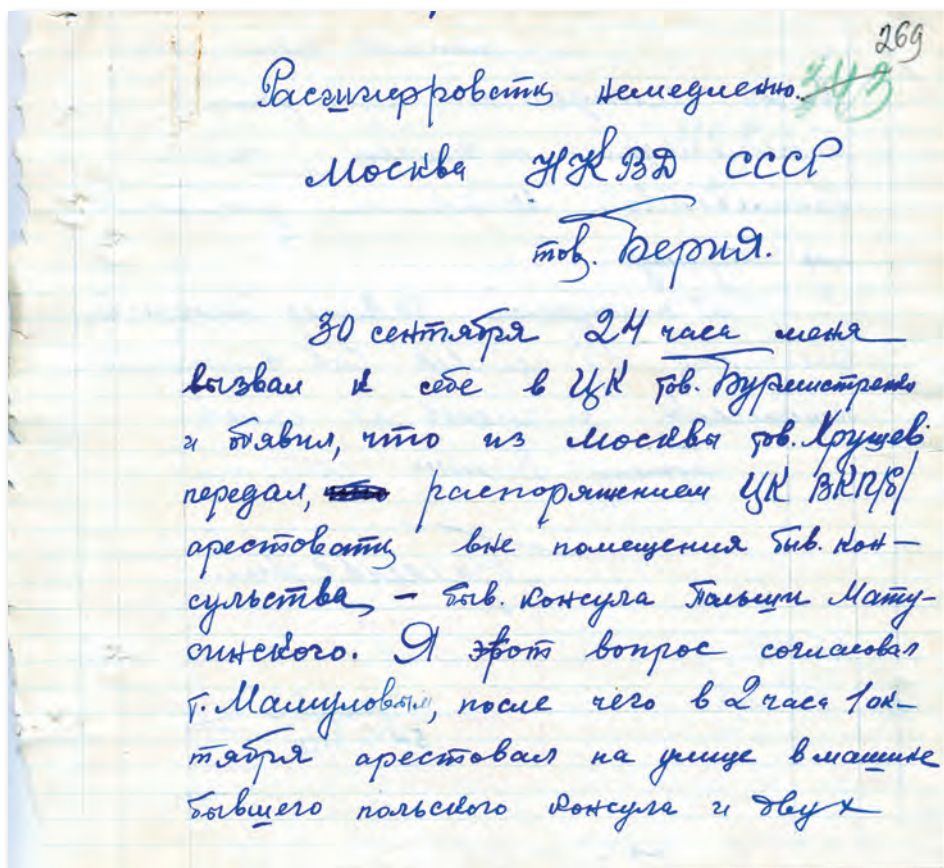 269
343
Расшифровать немедленно.
Москва НКВД СССР
тов. Берия.
30 сентября 24 часа меня
вызвал к себе в ЦК тов. Бурмистренко
и обявил, что из Москвы тов. Хрущев
передал, что распоряжением ЦК ВКП/б/
арестовать вне помещения быв. кон-
сульства, – быв. консула Польши Мату-
синского. Я этот вопрос согласовал
т. Мамуловым, после чего в 2 часа 1 ок-
тября арестовал на улице в машине
бывшего польского консула и двух